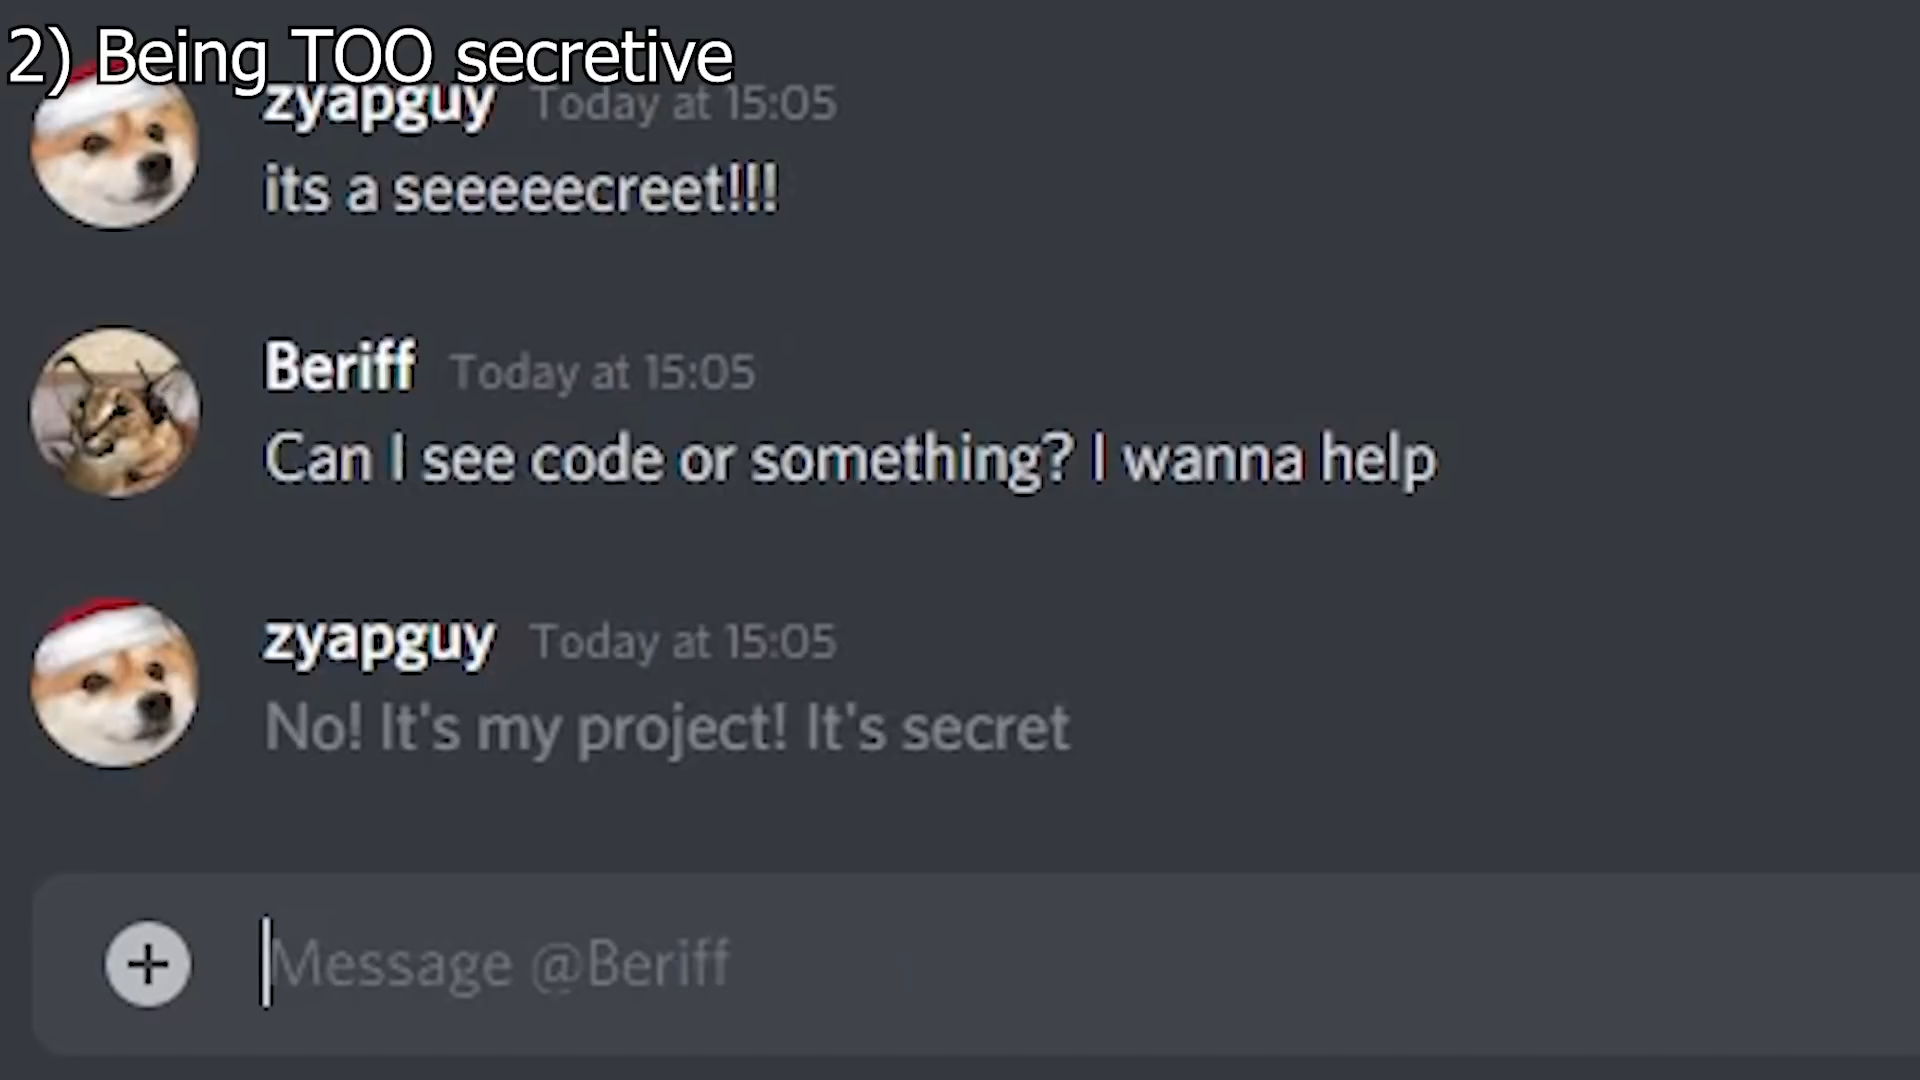 2) Being TOO secretive
zyapguy Today at 15:05
its a seeeeecreet!!!
Beriff Today at 15:05
Can I see code or something? I wanna help
zyapguy Today at 15:05
No! It's my project! It's secret
Message @Beriff